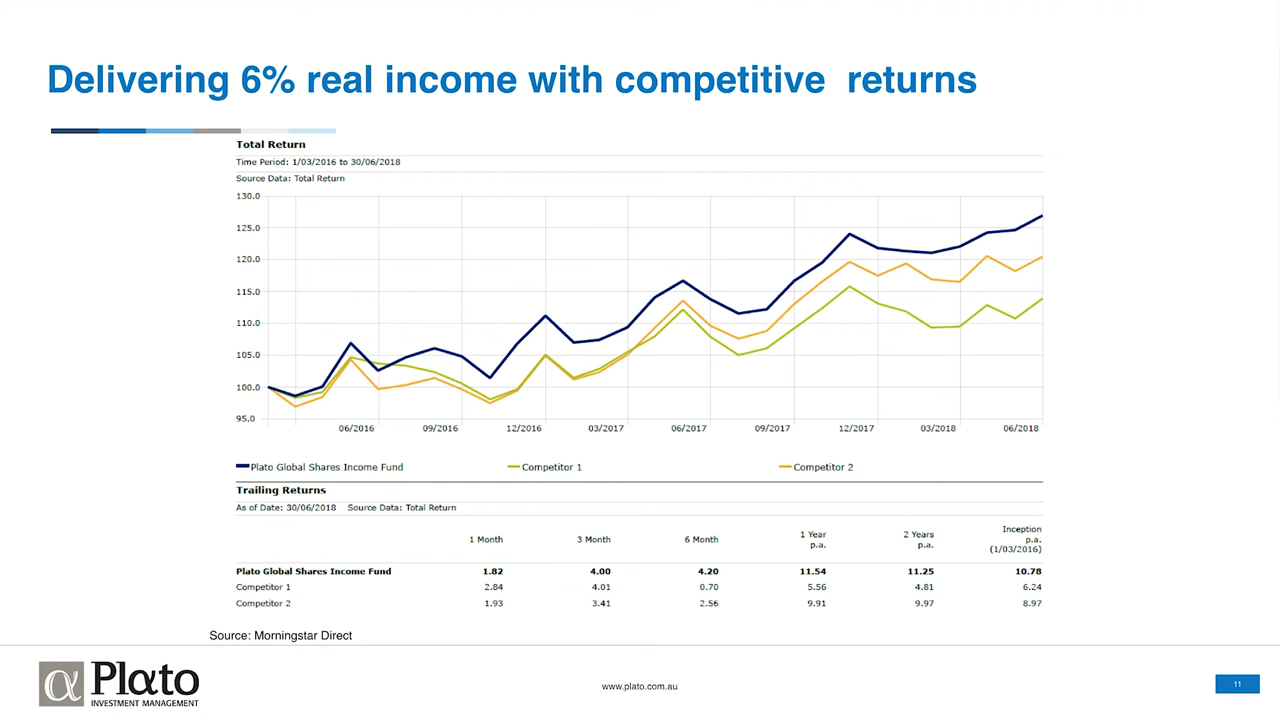 Delivering 6% real income with competitive returns
Total Return
Time Period: 1/03/2016 to 30/06/2018
Source Data: Total Return
130.0
125.0
120.0
115.0
110.0
105.0
100.0
95.0
06/2016 09/2016 12/2016 03/2017 06/2017 09/2017 12/2017 03/2018 06/2018
Plato Global Shares Income Fund Competitor 1 Competitor 2
Trailing Returns
As of Date: 30/06/2018 Source Data: Total Return
1 Month 3 Month 6 Month 1 Year p.a. 2 Years p.a. Inception p.a. (1/03/2016)
Plato Global Shares Income Fund 1.82 4.00 4.20 11.54 11.25 10.78
Competitor 1 2.84 4.01 0.70 5.56 4.81 6.24
Competitor 2 1.93 3.41 2.56 9.91 9.97 8.97
Source: Morningstar Direct
α Plαto
INVESTMENT MANAGEMENT
www.plato.com.au
11